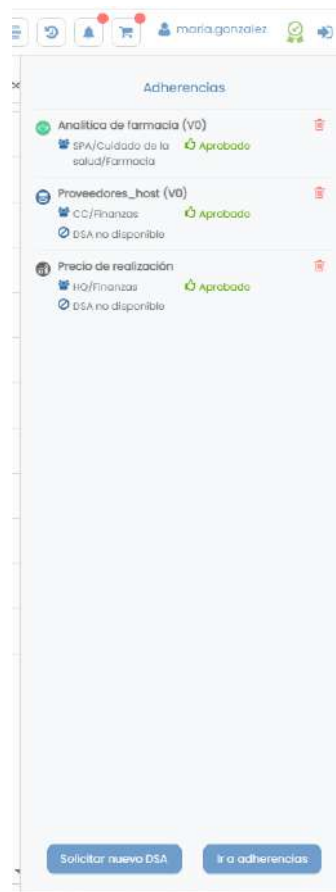 maria.gonzalez
Adherencias
Analítica de farmacia (V0)
SPA/Cuidado de la
salud/Farmacia
Aprobado
Proveedores_host (V0)
CC/Finanzas
Aprobado
DSA no disponible
Precio de realización
HQ/Finanzas
Aprobado
DSA no disponible
Solicitar nuevo DSA
Ir a adherencias